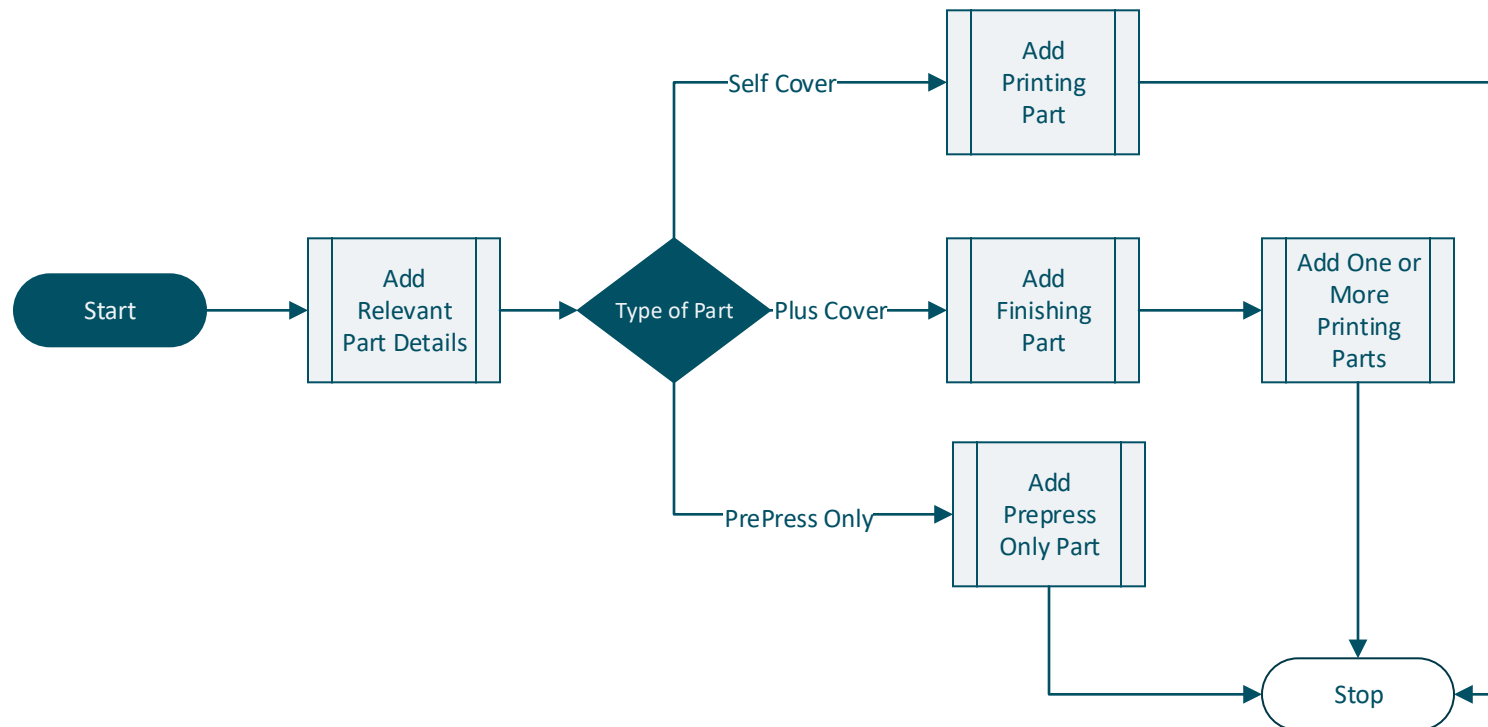 Start
Add
Relevant
Part Details
Type of Part
Self Cover
Add
Printing
Part
Plus Cover
Add
Finishing
Part
Add One or
More
Printing
Parts
PrePress Only
Add
Prepress
Only Part
Stop